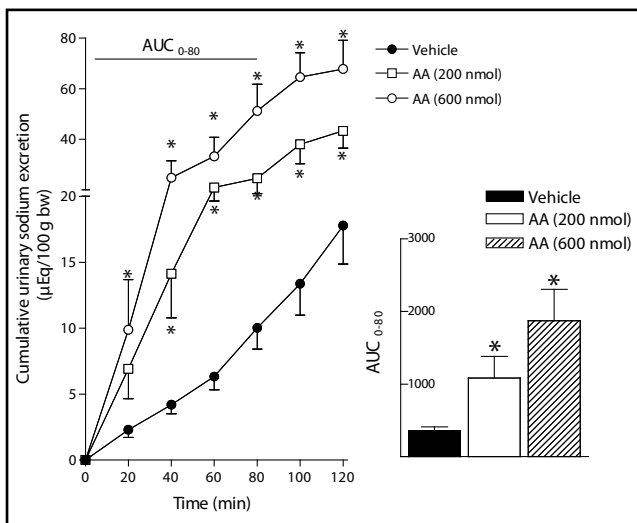 AUC 0-80
Vehicle
AA (200 nmol)
AA (600 nmol)
80
60
40
20
15
10
5
0
Cumulative urinary sodium excretion
(μEq/100 g bw)
* * * * * *
* * * * *
0 20 40 60 80 100 120
Time (min)
Vehicle
AA (200 nmol)
AA (600 nmol)
3000
2000
1000
AUC 0-80
* *